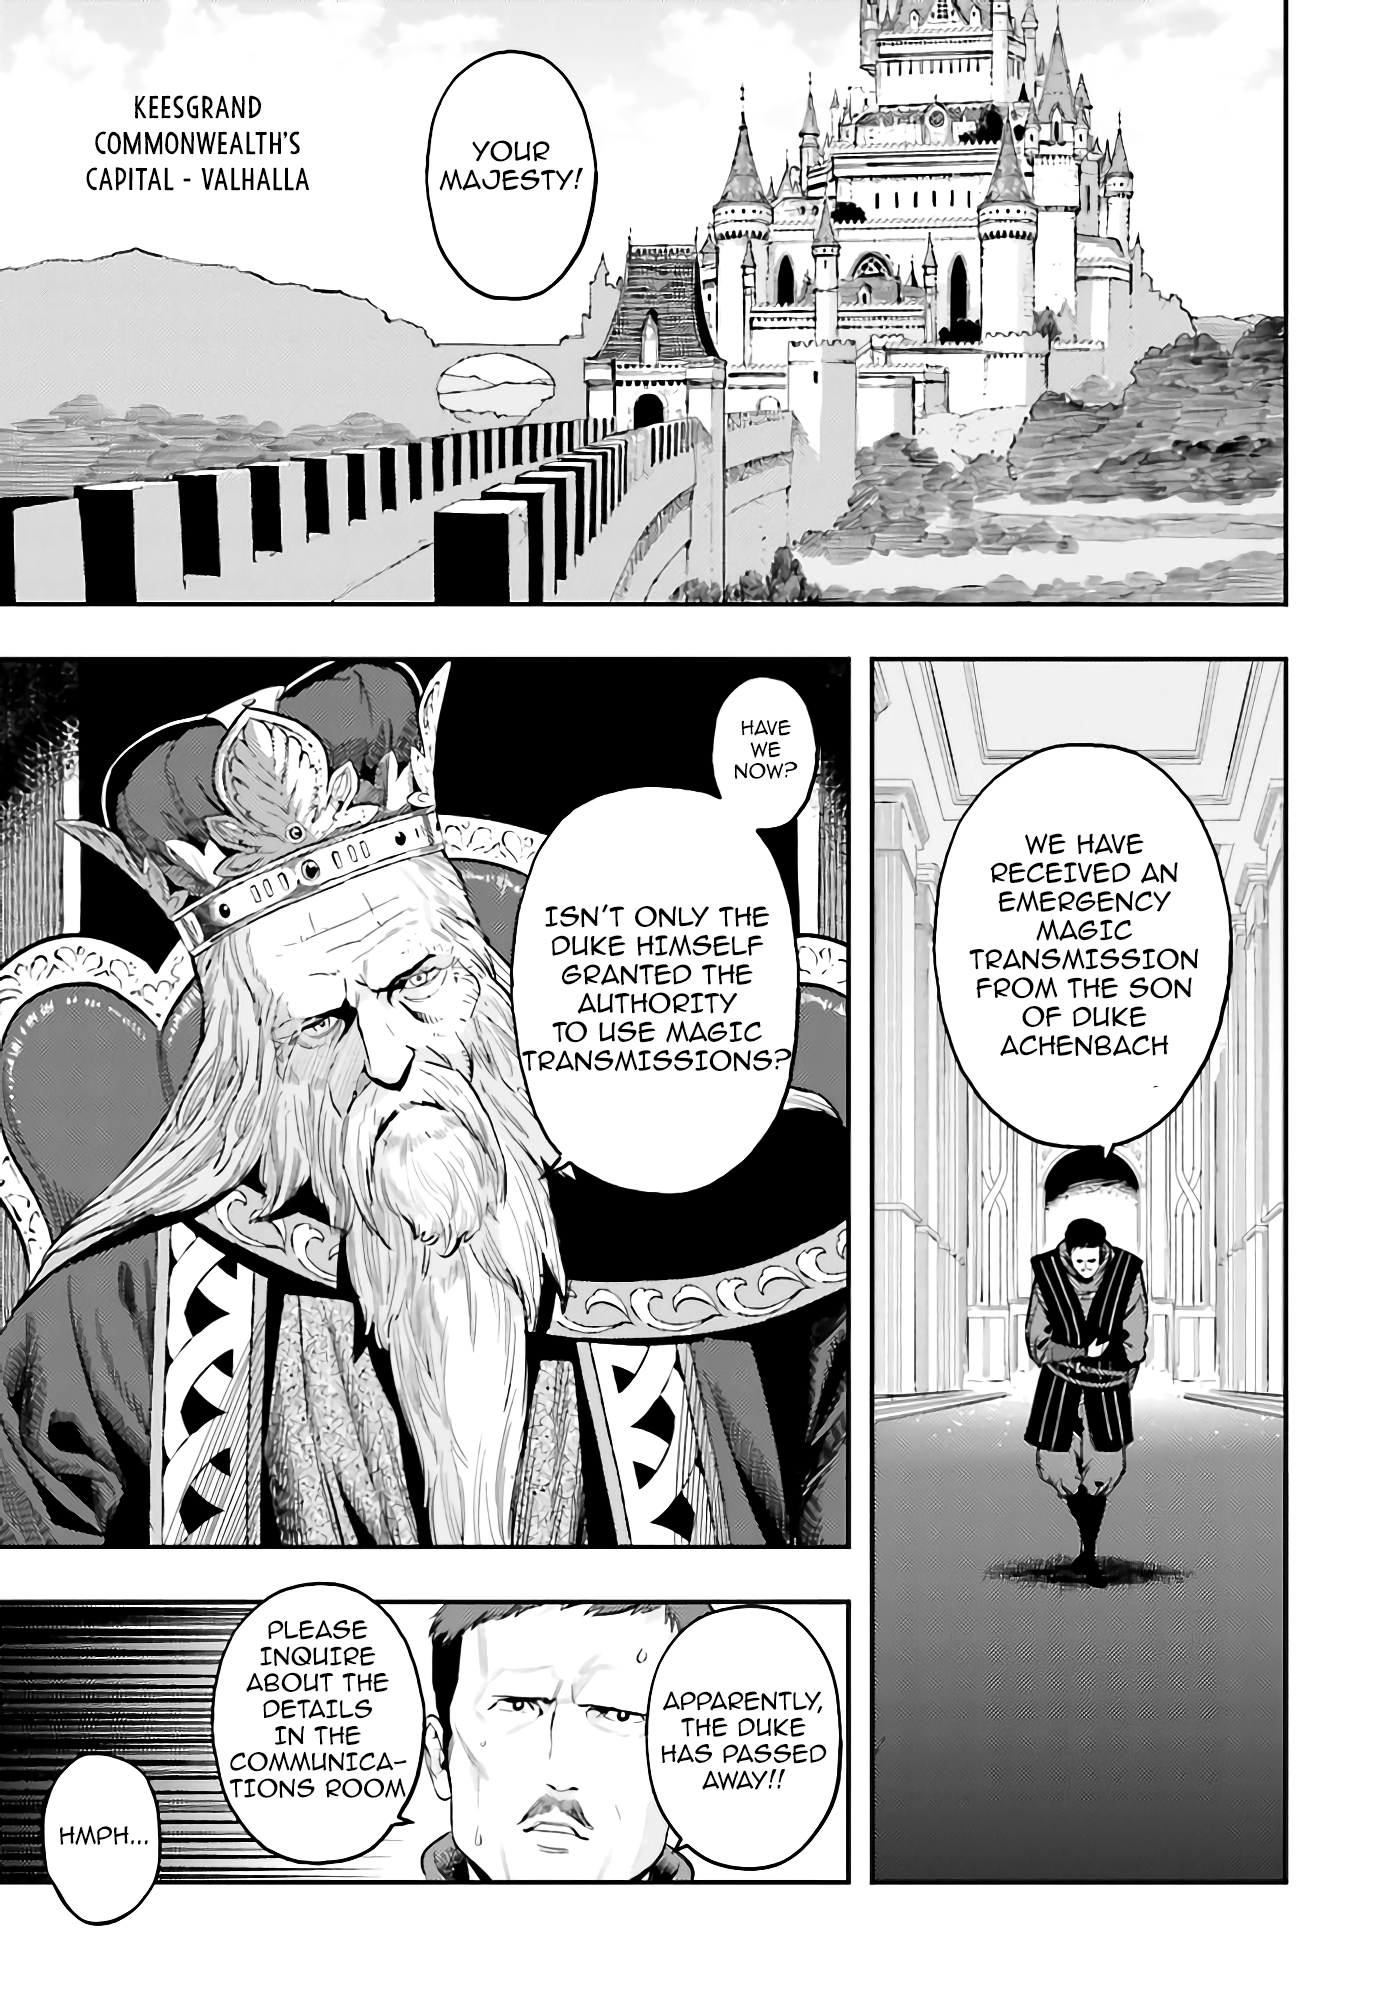 YOUR
MAJESTY!
KEESGRAND
COMMONWEALTH'S
CAPITAL - VALHALLA
WE HAVE
RECEIVED AN
EMERGENCY
MAGIC
TRANSMISSION
FROM THE SON
OF DUKE
ACHENBACH
HAVE
WE
NOW?
ISN'T ONLY THE
DUKE HIMSELF
GRANTED THE
AUTHORITY
TO USE MAGIC
TRANSMISSIONS?
APPARENTLY,
THE DUKE
HAS PASSED
AWAY!!
PLEASE
INQUIRE
ABOUT THE
DETAILS
IN THE
COMMUNICA-
TIONS ROOM
HMPH...